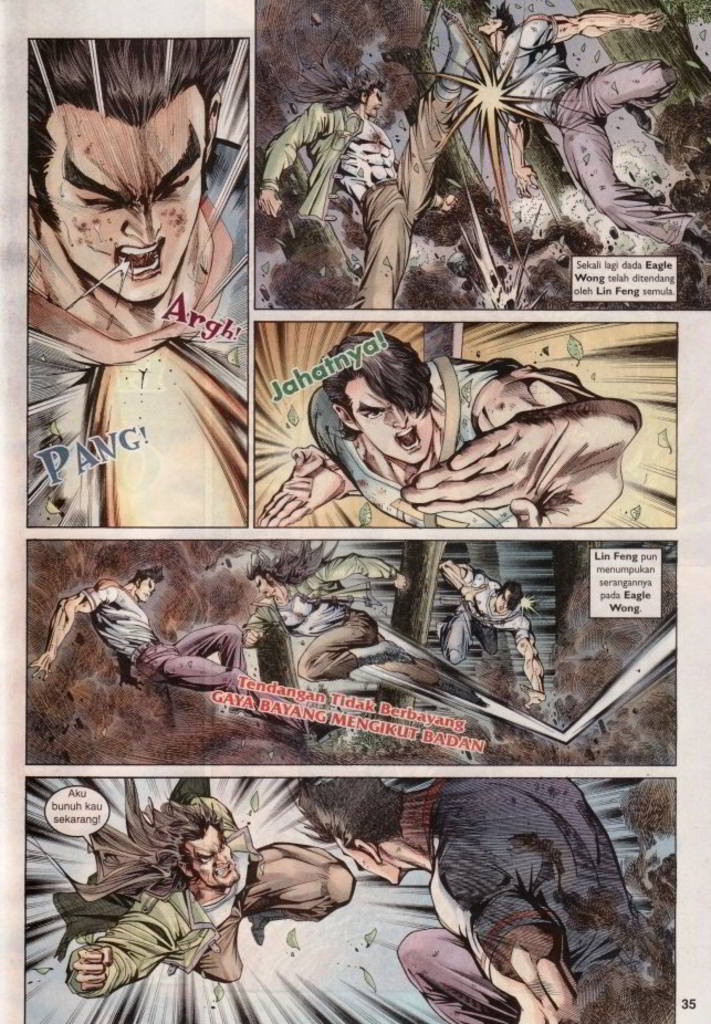 Argh!
PANG!
Sekali lagi dada Eagle
Wong telah ditendang
oleh Lin Feng semula.
Jahatnya!
Lin Feng pun
menumpukan
serangannya
pada Eagle
Wong.
Tendangan Tidak Berbayang
GAYA BAYANG MENGIKUT BADAN
Aku
bunuh kau
sekarang!
35